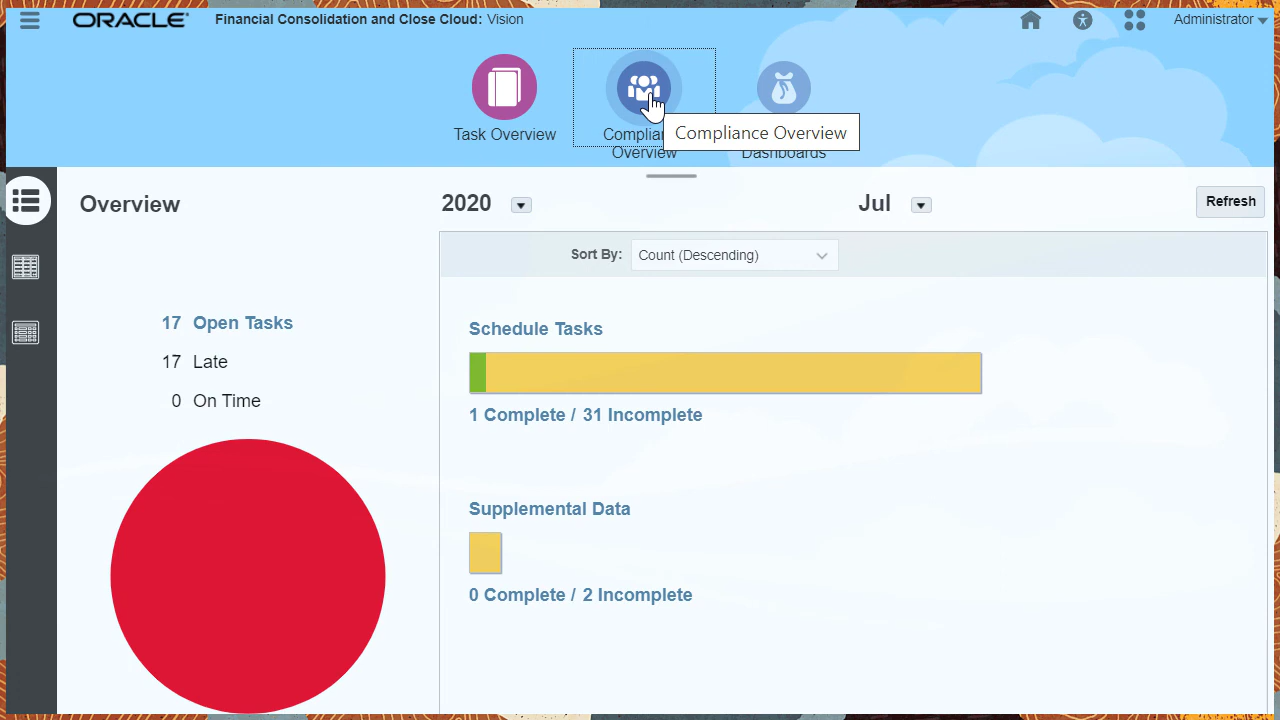 ORACLE Financial Consolidation and Close Cloud: Vision
Administrator
Task Overview
Overview
Compliance Overview
Dashboards
Overview
2020
Jul
Refresh
Sort By: Count (Descending)
17 Open Tasks
17 Late
0 On Time
Schedule Tasks
1 Complete / 31 Incomplete
Supplemental Data
0 Complete / 2 Incomplete